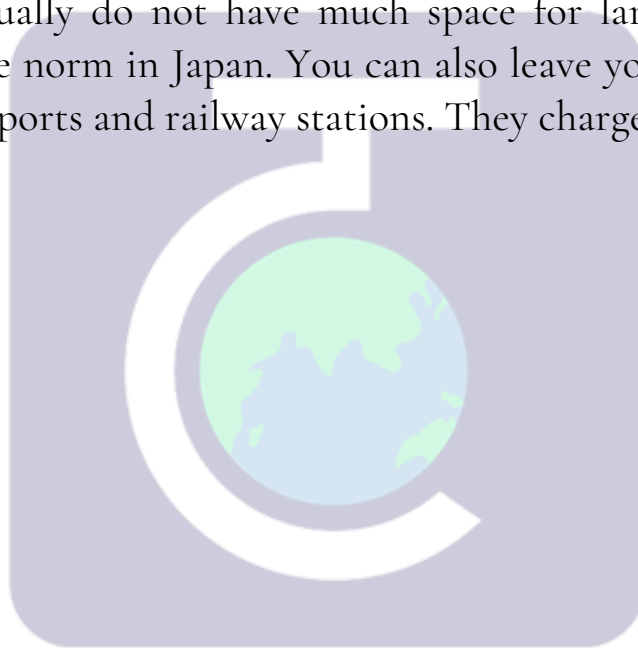 ually do not have much space for lar
e norm in Japan. You can also leave yo
ports and railway stations. They charge